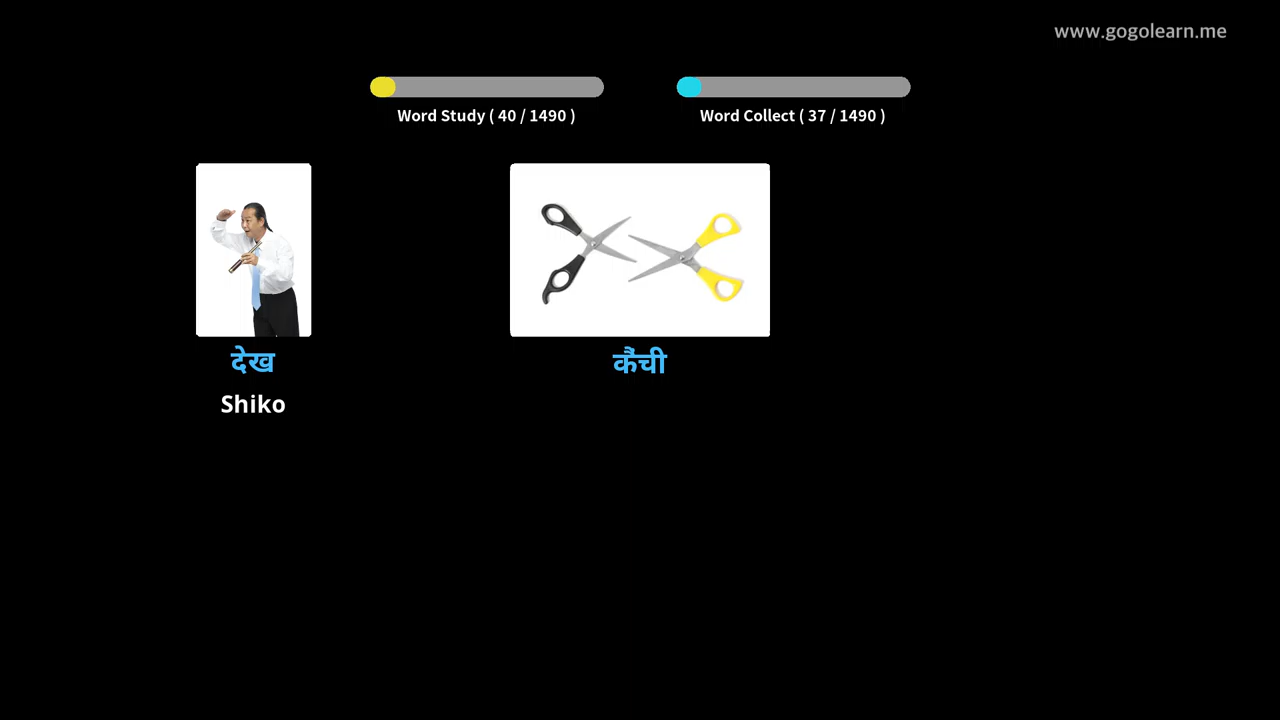 www.gogolearn.me
Word Study ( 40 / 1490 )
Word Collect ( 37 / 1490 )
देख
कैंची
Shiko